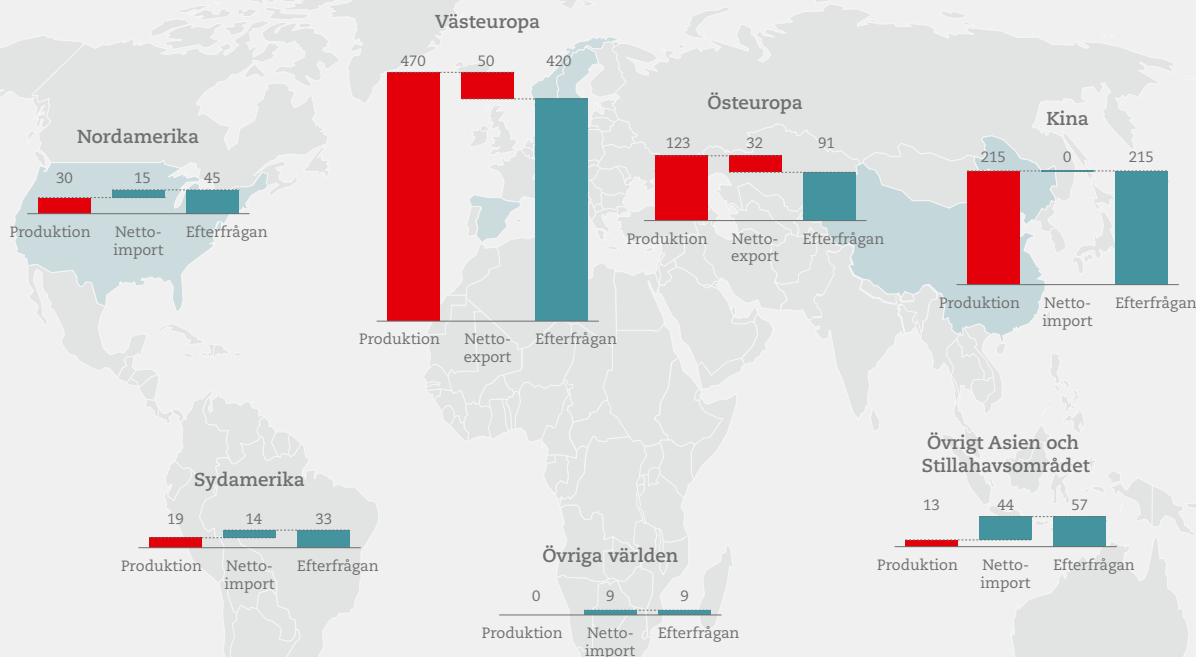 Västeuropa
470 50 420
Produktion Netto- Efterfrågan
export
Östeuropa
123 32 91
Produktion Netto- Efterfrågan
export
Kina
215 0 215
Produktion Netto- Efterfrågan
import
Nordamerika
30 15 45
Produktion Netto- Efterfrågan
import
Sydamerika
19 14 33
Produktion Netto- Efterfrågan
import
Övriga världen
0 9 9
Produktion Netto- Efterfrågan
import
Övrigt Asien och
Stillahavsområdet
13 44 57
Produktion Netto- Efterfrågan
import